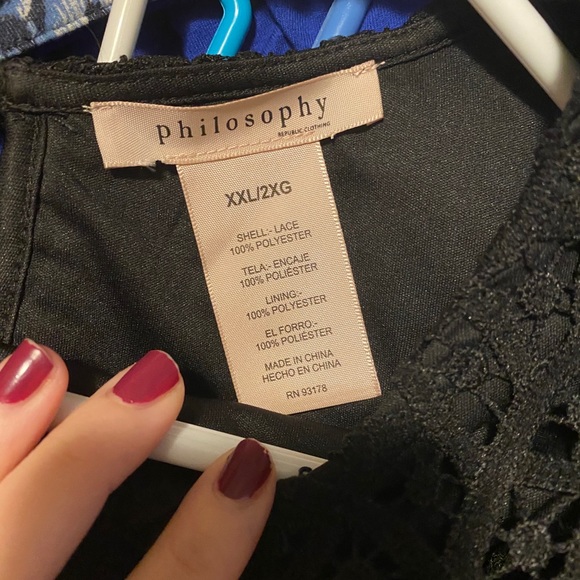 philosophy
REPUBLIC CLOTHING
XXL/2XG
SHELL:- LACE
100% POLYESTER
TELA:- ENCAJE
100% POLIÉSTER
LINING:-
100% POLYESTER
EL FORRO:-
100% POLIÉSTER
MADE IN CHINA
HECHO EN CHINA
RN 93178